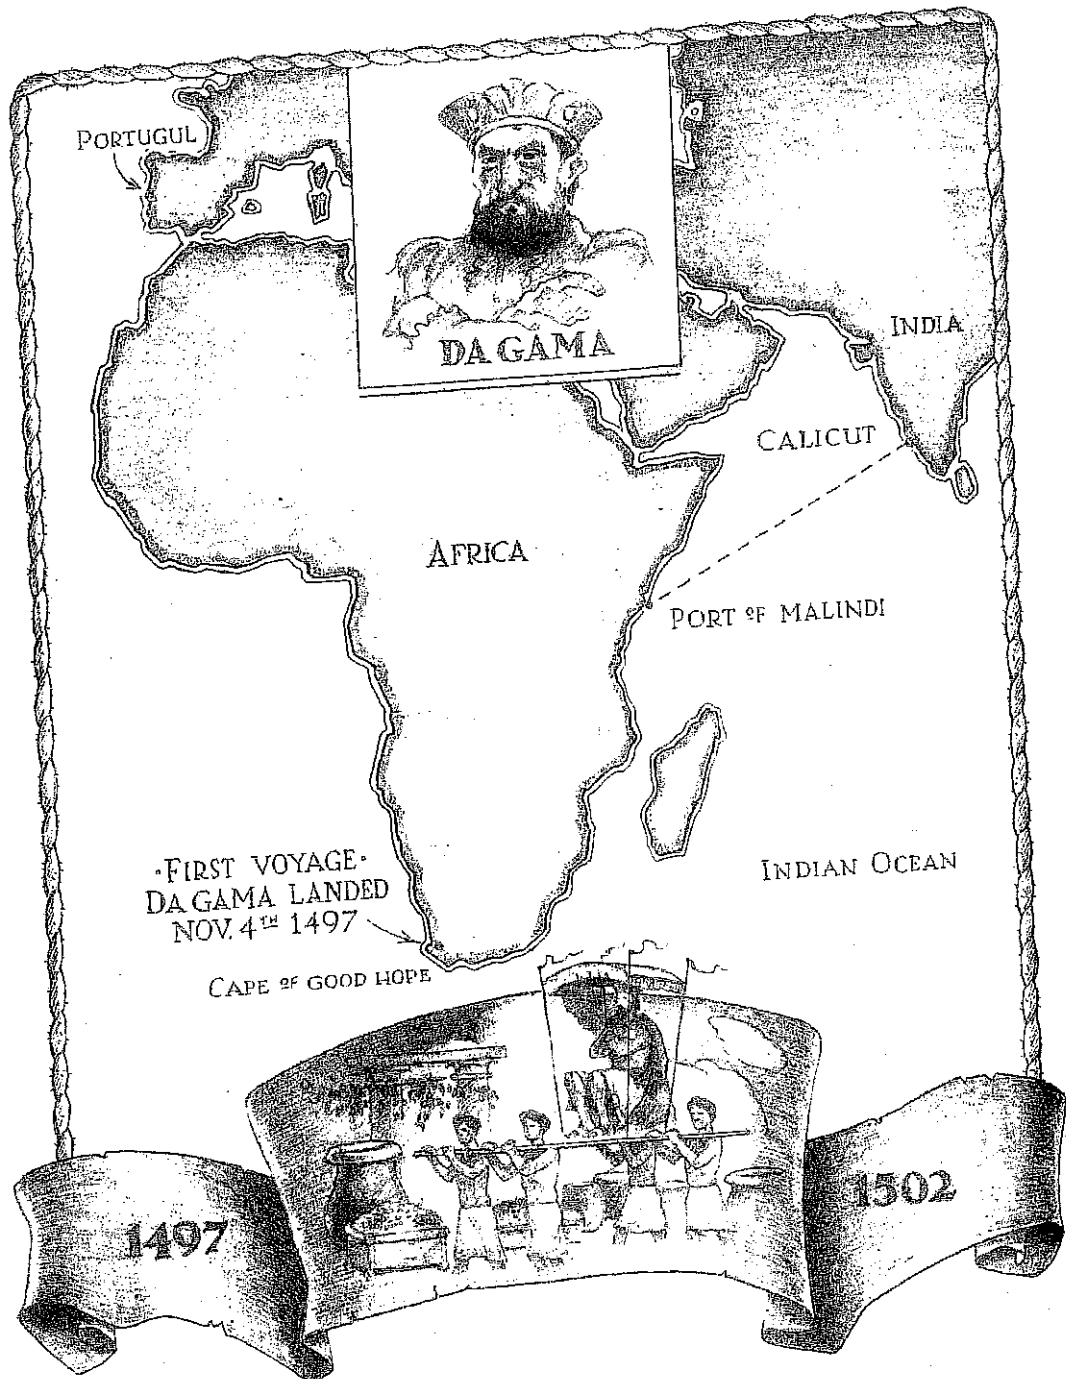 PORTUGUL
DA GAMA
INDIA
CALICUT
AFRICA
PORT OF MALINDI
·FIRST VOYAGE·
DA GAMA LANDED
NOV. 4TH 1497
INDIAN OCEAN
CAPE OF GOOD HOPE
1497
1502